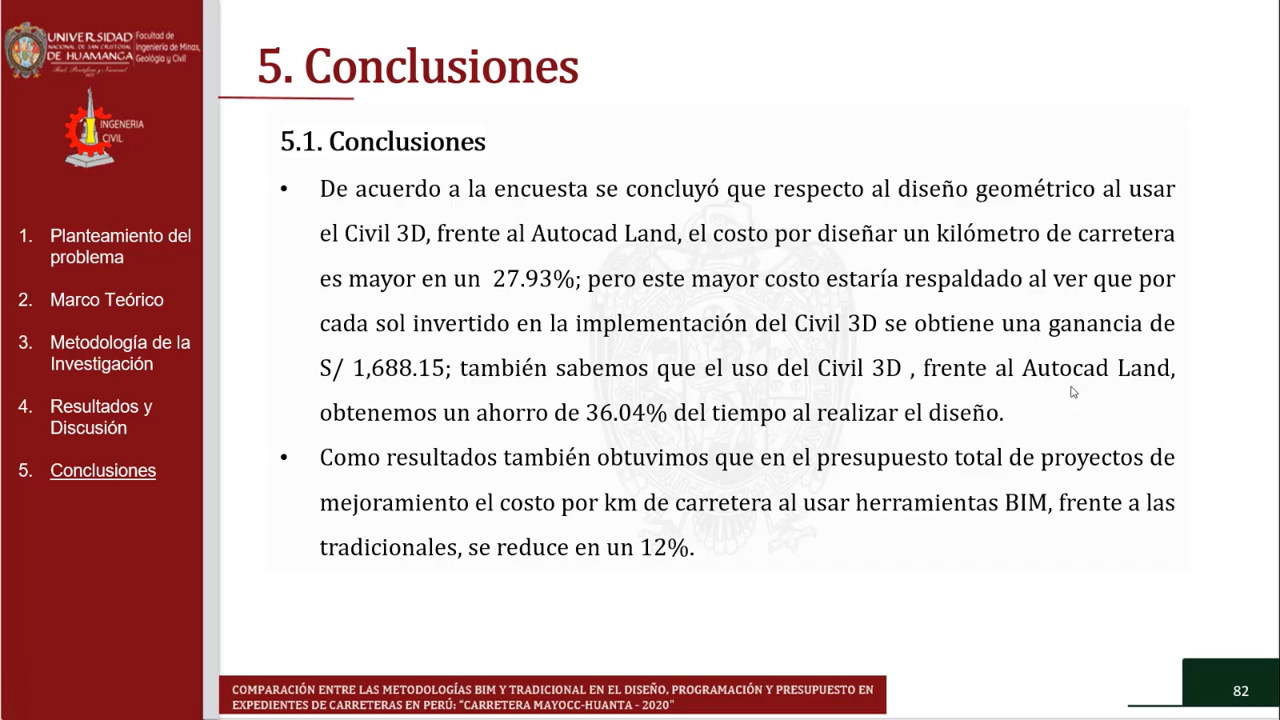 UNIVERSIDAD
NACIONAL DE SAN CRISTÓBAL
DE HUAMANGA
Real, Pontificia y Nacional
1677
Facultad de
Ingeniería de Minas,
Geológia y Civil
INGENERIA
CIVIL
1. Planteamiento del
problema
2. Marco Teórico
3. Metodología de la
Investigación
4. Resultados y
Discusión
5. Conclusiones
5. Conclusiones
5.1. Conclusiones
• De acuerdo a la encuesta se concluyó que respecto al diseño geométrico al usar
el Civil 3D, frente al Autocad Land, el costo por diseñar un kilómetro de carretera
es mayor en un 27.93%; pero este mayor costo estaría respaldado al ver que por
cada sol invertido en la implementación del Civil 3D se obtiene una ganancia de
S/ 1,688.15; también sabemos que el uso del Civil 3D , frente al Autocad Land,
obtenemos un ahorro de 36.04% del tiempo al realizar el diseño.
• Como resultados también obtuvimos que en el presupuesto total de proyectos de
mejoramiento el costo por km de carretera al usar herramientas BIM, frente a las
tradicionales, se reduce en un 12%.
COMPARACIÓN ENTRE LAS METODOLOGÍAS BIM Y TRADICIONAL EN EL DISEÑO, PROGRAMACIÓN Y PRESUPUESTO EN
EXPEDIENTES DE CARRETERAS EN PERÚ: "CARRETERA MAYOCC-HUANTA - 2020"
82